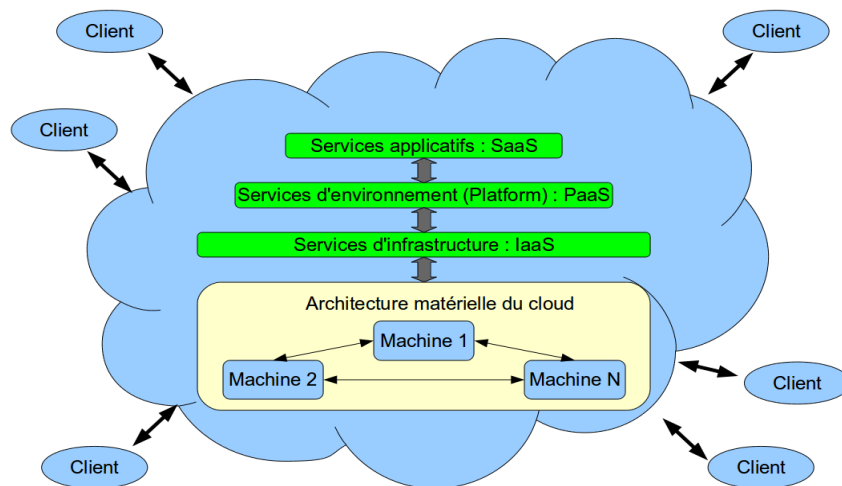 Client
Client
Client
Services applicatifs : SaaS
Services d'environnement (Platform) : PaaS
Services d'infrastructure : IaaS
Architecture matérielle du cloud
Machine 1
Machine 2
Machine N
Client
Client
Client